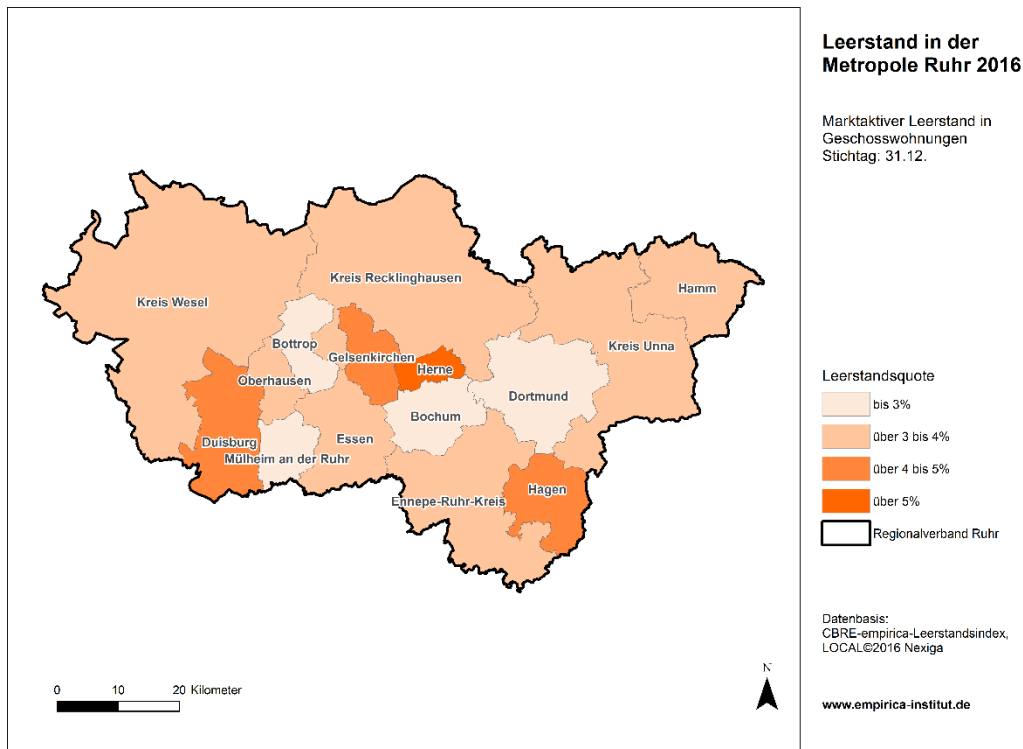 Leerstand in der
Metropole Ruhr 2016
Marktaktiver Leerstand in
Geschosswohnungen
Stichtag: 31.12.
Kreis Recklinghausen
Hamm
Kreis Wesel
Bottrop
Kreis Unna
Gelsenkirchen
Herne
Oberhausen
Dortmund
Bochum
Essen
Duisburg
Mülheim an der Ruhr
Hagen
Ennepe-Ruhr-Kreis
Leerstandsquote
bis 3%
über 3 bis 4%
über 4 bis 5%
über 5%
Regionalverband Ruhr
Datenbasis:
CBRE-empirica-Leerstandsindex,
LOCAL©2016 Nexiga
www.empirica-institut.de
N
0 10 20 Kilometer